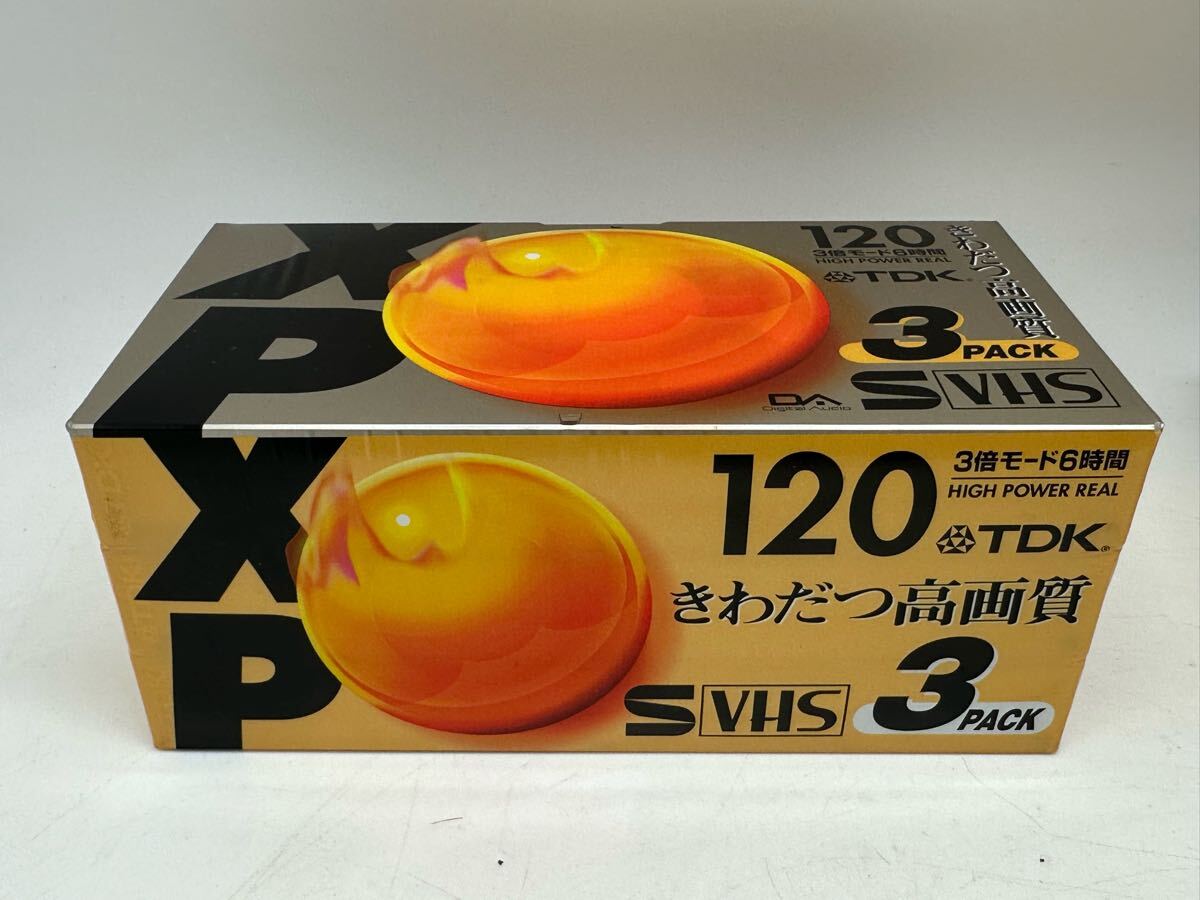 XP
120
3倍モード6時間
HIGH POWER REAL
TDK
きわだつ高画質
3 PACK
DA
Digital Audio
S VHS
XP
120
3倍モード6時間
HIGH POWER REAL
TDK
きわだつ高画質
S VHS
3 PACK